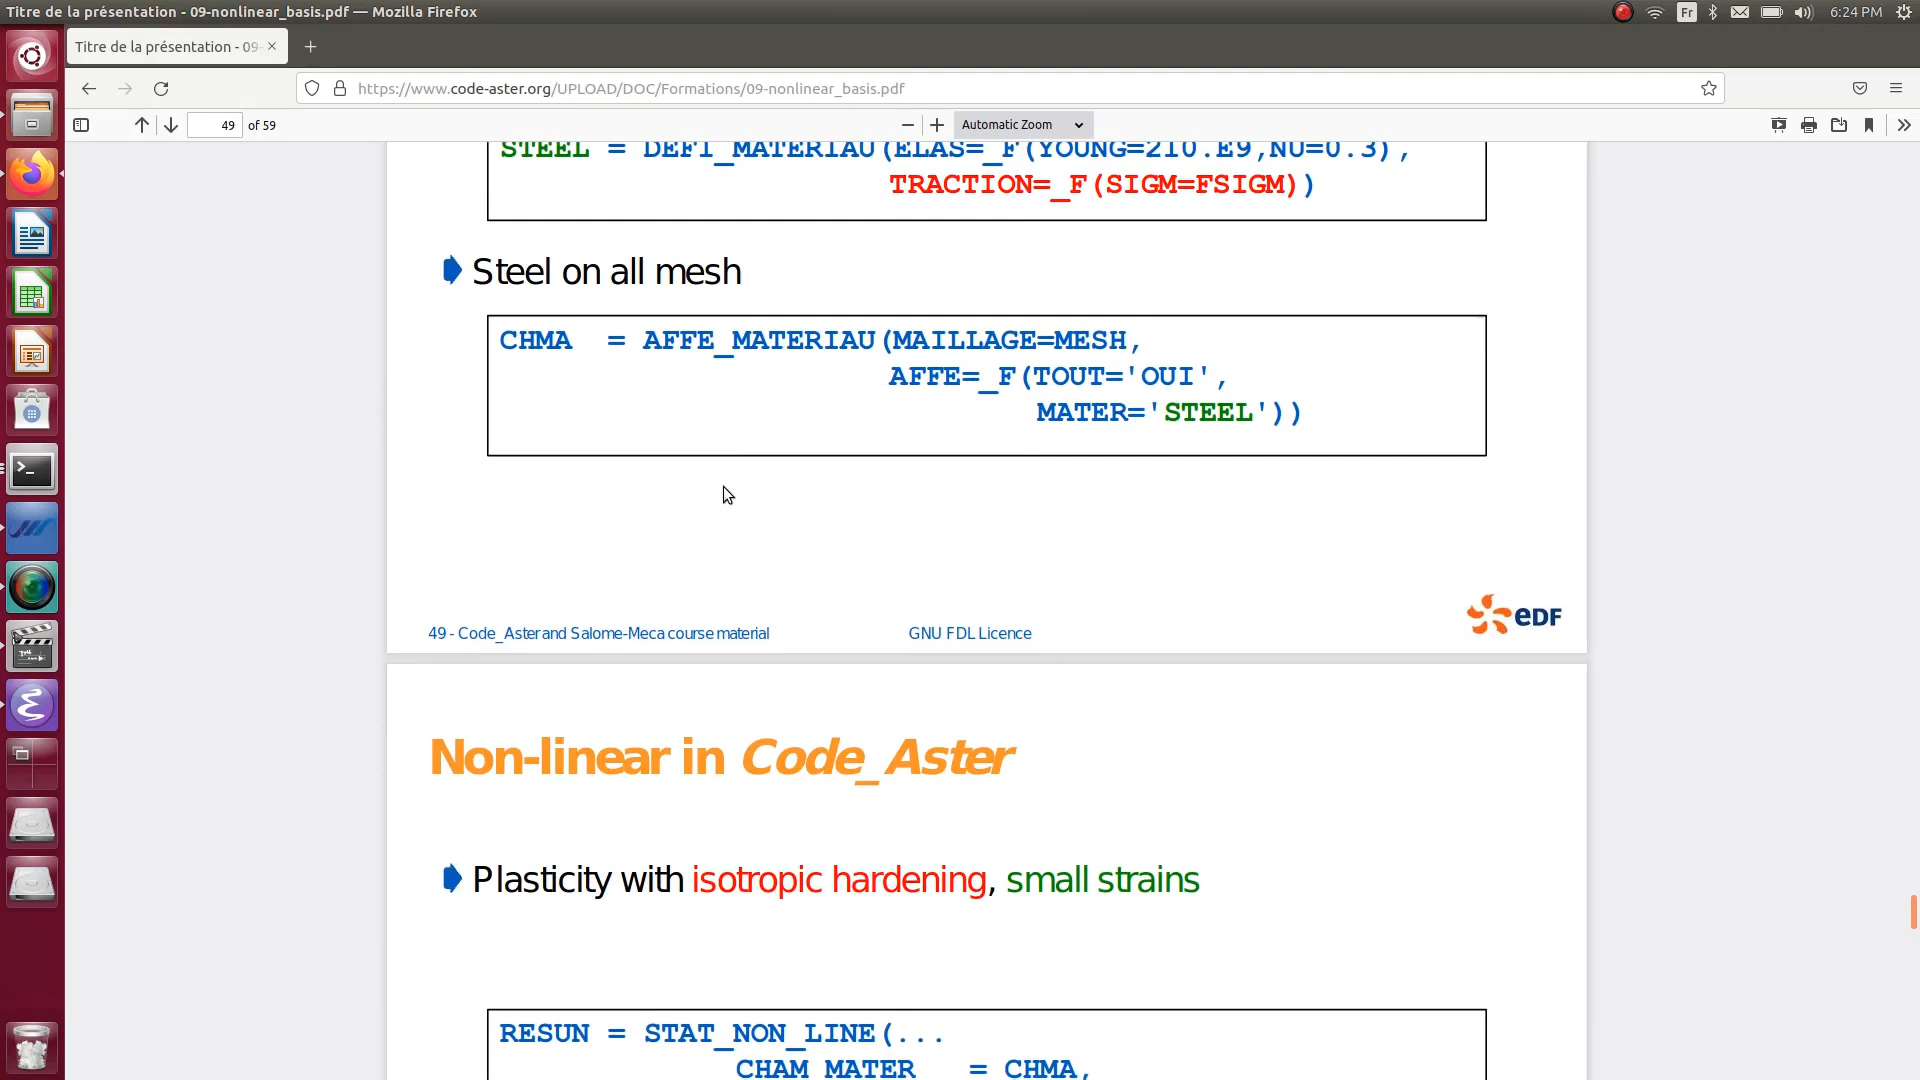 Titre de la présentation - 09-nonlinear_basis.pdf — Mozilla Firefox
Fr
6:24 PM
Titre de la présentation - 09-
https://www.code-aster.org/UPLOAD/DOC/Formations/09-nonlinear_basis.pdf
49 of 59
Automatic Zoom
STEEL = DEFI_MATERIAU(ELAS=_F(YOUNG=210.E9,NU=0.3),
TRACTION=_F(SIGM=FSIGM))
Steel on all mesh
CHMA = AFFE_MATERIAU(MAILLAGE=MESH,
AFFE=_F(TOUT='OUI',
MATER='STEEL'))
49 - Code_Aster and Salome-Meca course material
GNU FDL Licence
eDF
Non-linear in Code_Aster
Plasticity with isotropic hardening, small strains
RESUN = STAT_NON_LINE(...
CHAM_MATER = CHMA,